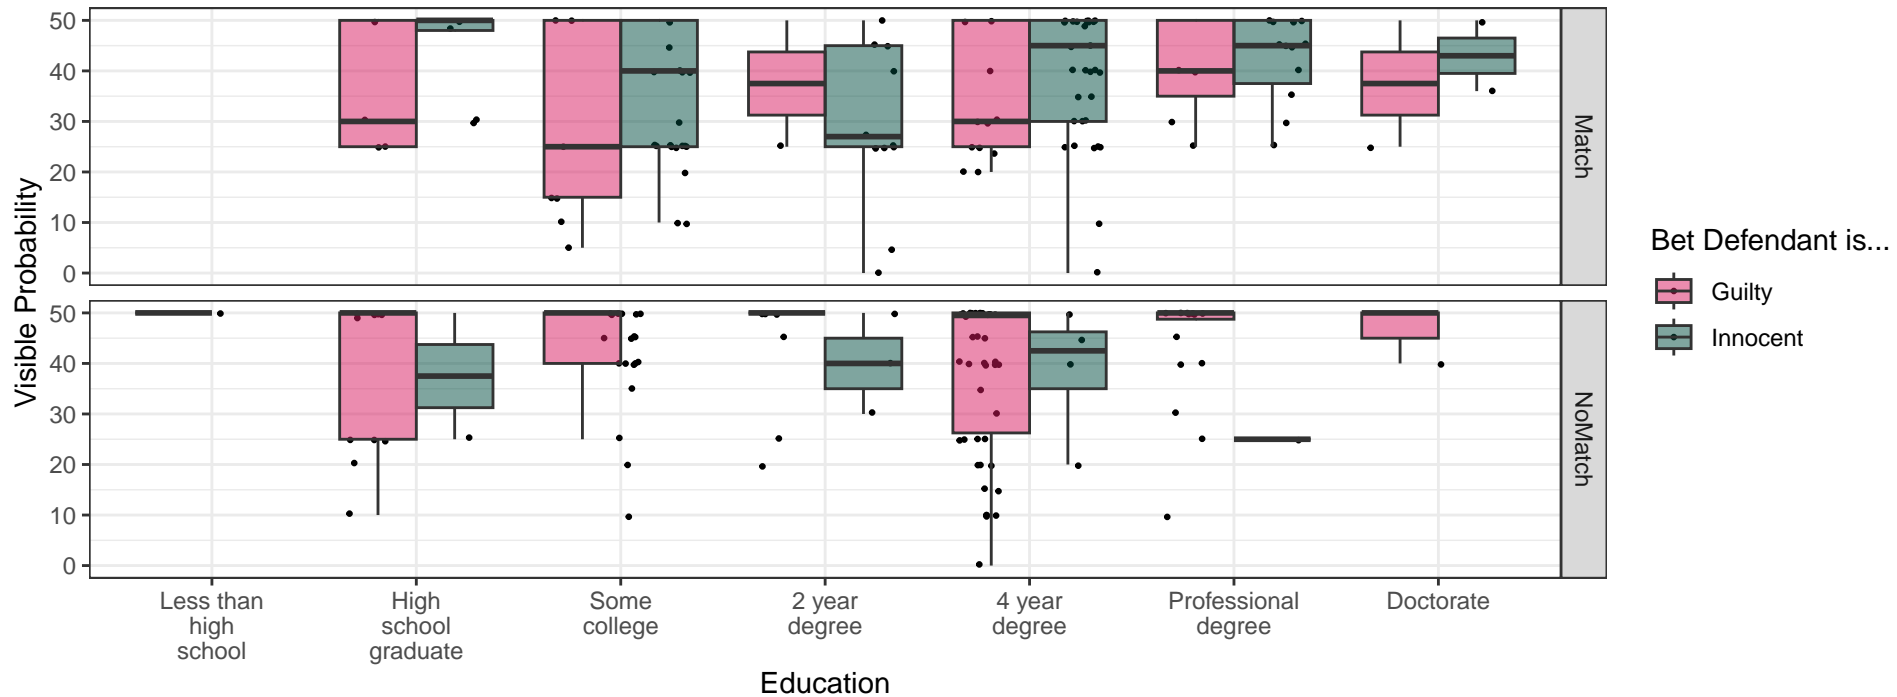 Visible Probability
50
40
30
20
10
0
Match
50
40
30
20
10
0
NoMatch
Less than
high
school
High
school
graduate
Some
college
2 year
degree
4 year
degree
Professional
degree
Doctorate
Education
Bet Defendant is...
Guilty
Innocent